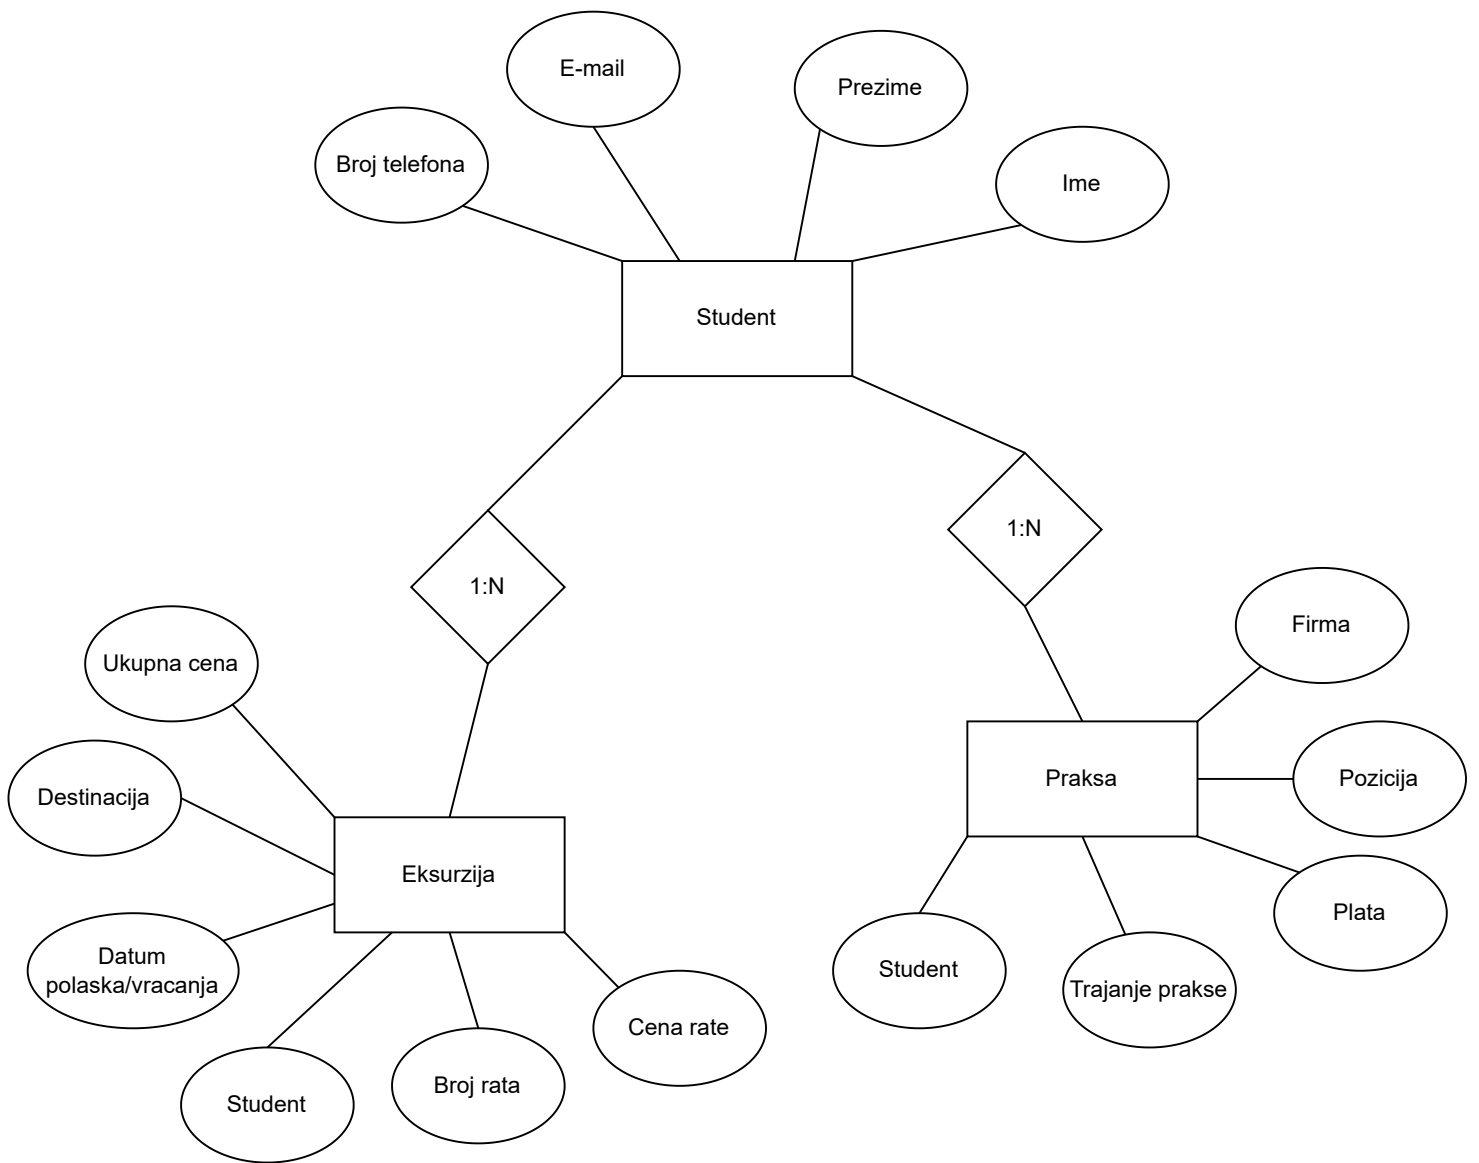 E-mail
Prezime
Broj telefona
Ime
Student
1:N
1:N
Firma
Ukupna cena
Praksa
Pozicija
Destinacija
Eksurzija
Plata
Datum
polaska/vracanja
Student
Trajanje prakse
Cena rate
Broj rata
Student